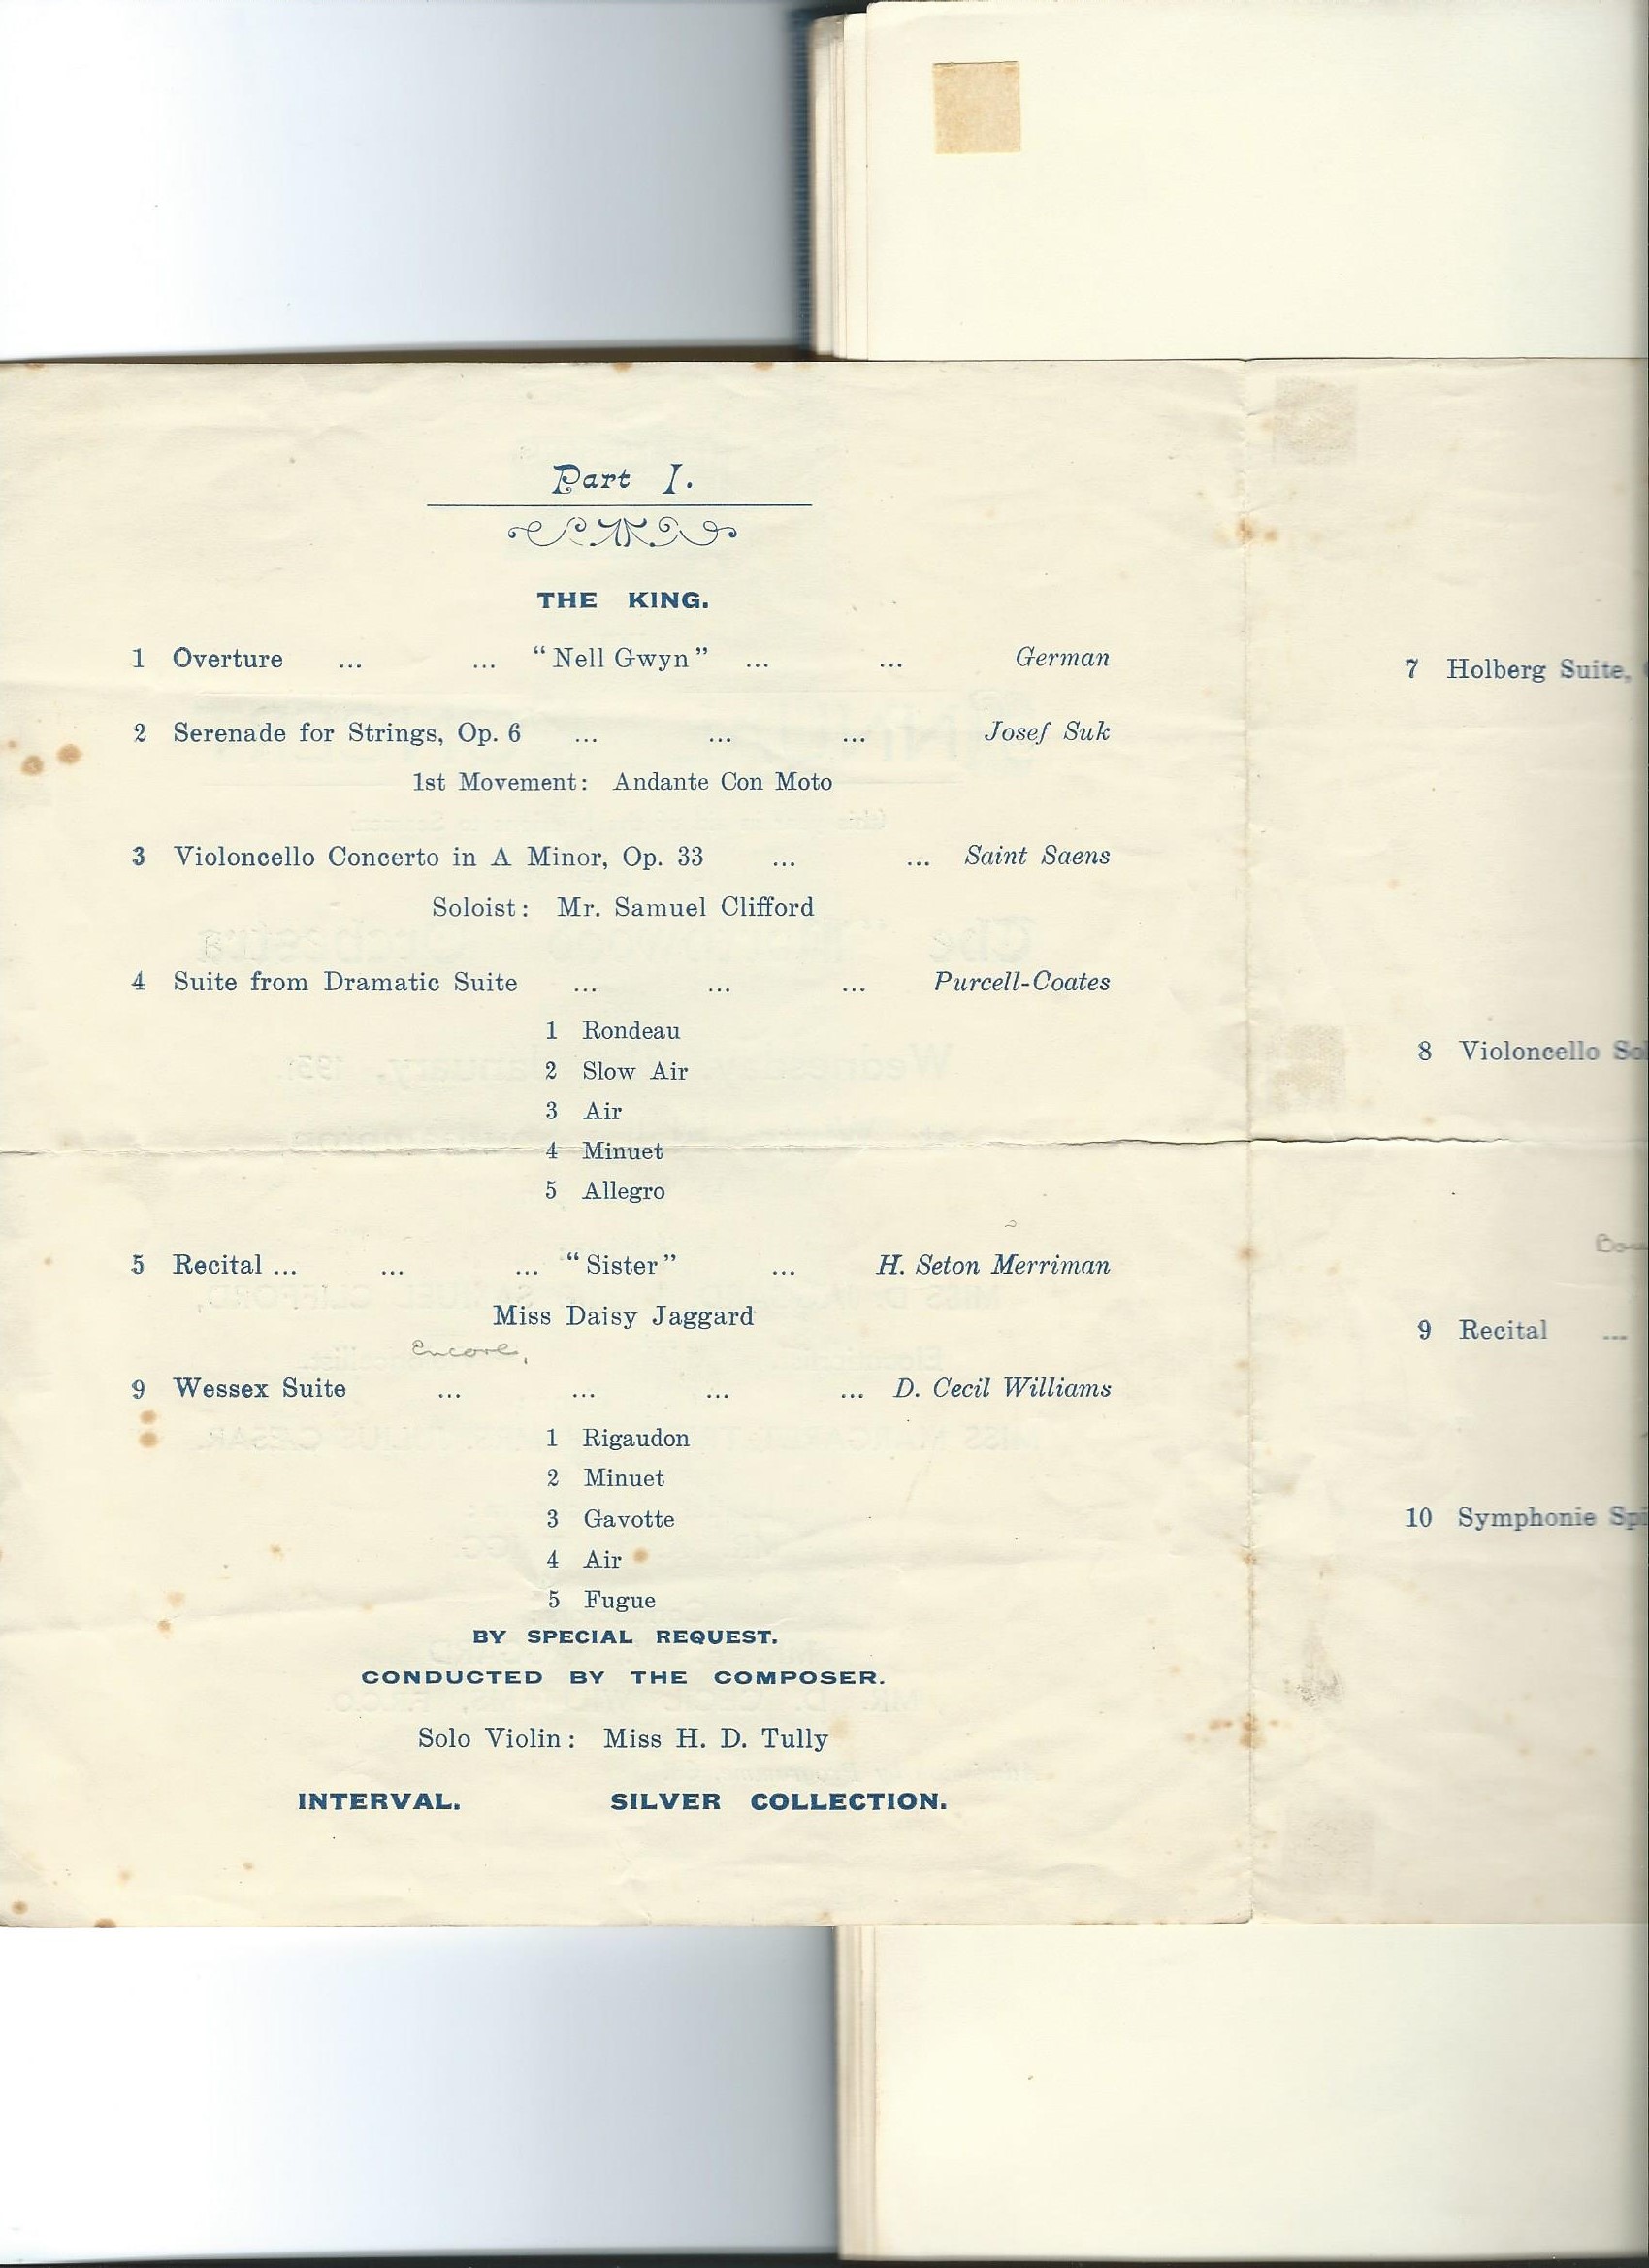 Part I.
THE KING.
1 Overture ... ... "Nell Gwyn" ... ... German
2 Serenade for Strings, Op. 6 ... ... ... Josef Suk
1st Movement: Andante Con Moto
3 Violoncello Concerto in A Minor, Op. 33 ... ... Saint Saens
Soloist: Mr. Samuel Clifford
4 Suite from Dramatic Suite ... ... ... Purcell-Coates
1 Rondeau
2 Slow Air
3 Air
4 Minuet
5 Allegro
5 Recital ... ... ... "Sister" ... H. Seton Merriman
Miss Daisy Jaggard
Encore,
9 Wessex Suite ... ... ... ... D. Cecil Williams
1 Rigaudon
2 Minuet
3 Gavotte
4 Air
5 Fugue
BY SPECIAL REQUEST.
CONDUCTED BY THE COMPOSER.
Solo Violin: Miss H. D. Tully
INTERVAL. SILVER COLLECTION.
7 Holberg Suite,
8 Violoncello
9 Recital ...
10 Symphonie